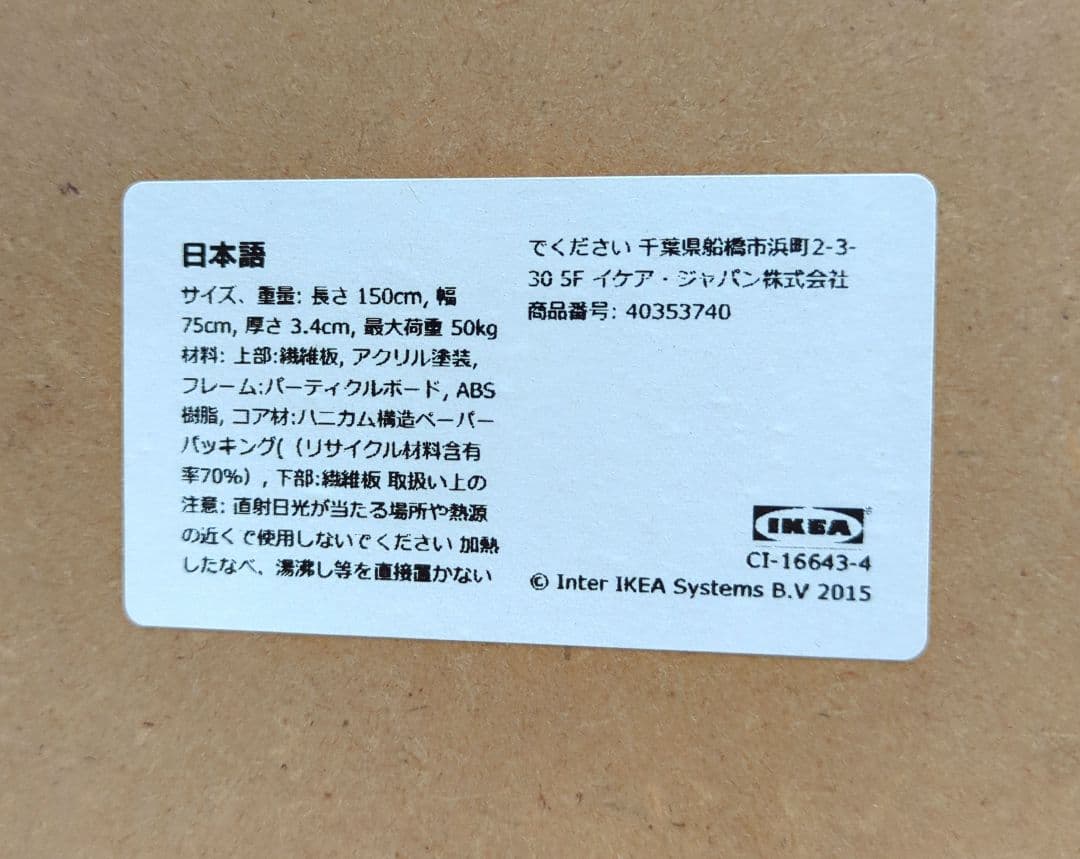 日本語
サイズ、重量: 長さ 150cm, 幅
75cm, 厚さ 3.4cm, 最大荷重 50kg
材料: 上部:繊維板, アクリル塗装,
フレーム:パーティクルボード, ABS
樹脂, コア材:ハニカム構造ペーパー
パッキング(（リサイクル材料含有
率70%）, 下部:繊維板 取扱い上の
注意: 直射日光が当たる場所や熱源
の近くで使用しないでください 加熱
したなべ、湯沸し等を直接置かない
でください 千葉県船橋市浜町2-3-
30 5F イケア・ジャパン株式会社
商品番号: 40353740
IKEA®
CI-16643-4
© Inter IKEA Systems B.V 2015